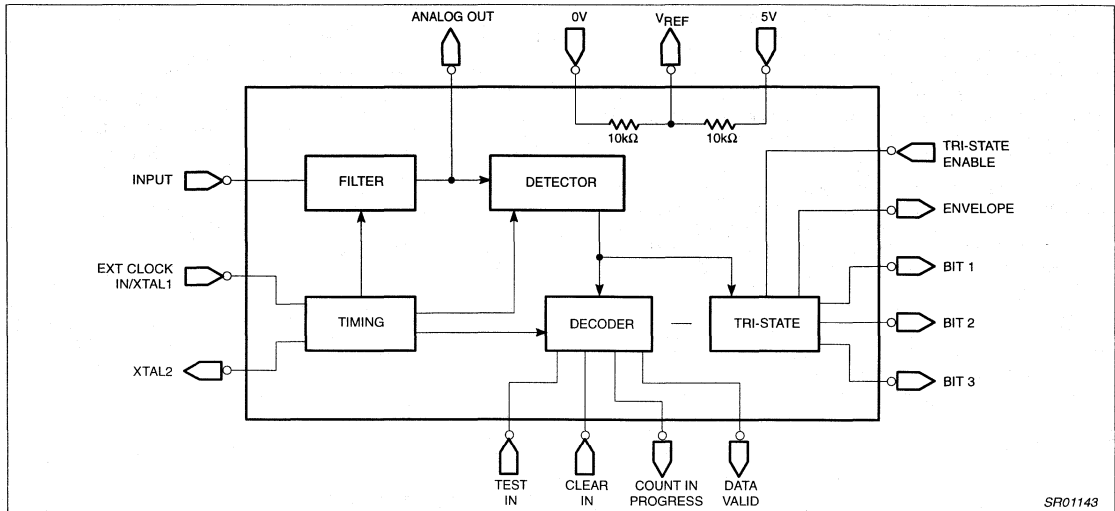 ANALOG OUT
0V
VREF
5V
10kΩ
10kΩ
TRI-STATE
ENABLE
INPUT
FILTER
DETECTOR
ENVELOPE
EXT CLOCK
IN/XTAL1
BIT 1
TIMING
DECODER
TRI-STATE
BIT 2
XTAL2
BIT 3
TEST
IN
CLEAR
IN
COUNT IN
PROGRESS
DATA
VALID
SR01143